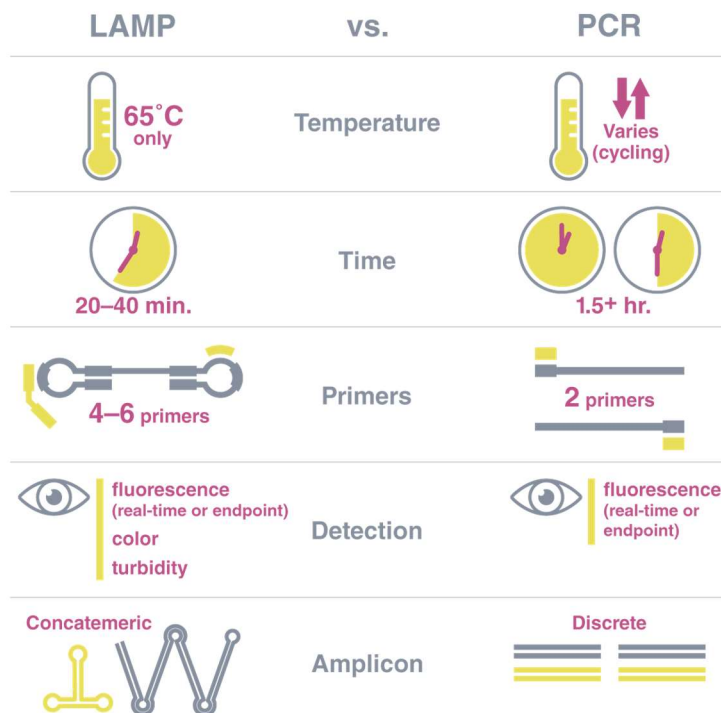 LAMP vs. PCR
65°C
only
Temperature
Varies
(cycling)
20–40 min.
Time
1.5+ hr.
4–6 primers
Primers
2 primers
fluorescence
(real-time or endpoint)
color
turbidity
Detection
fluorescence
(real-time or
endpoint)
Concatemeric
Amplicon
Discrete